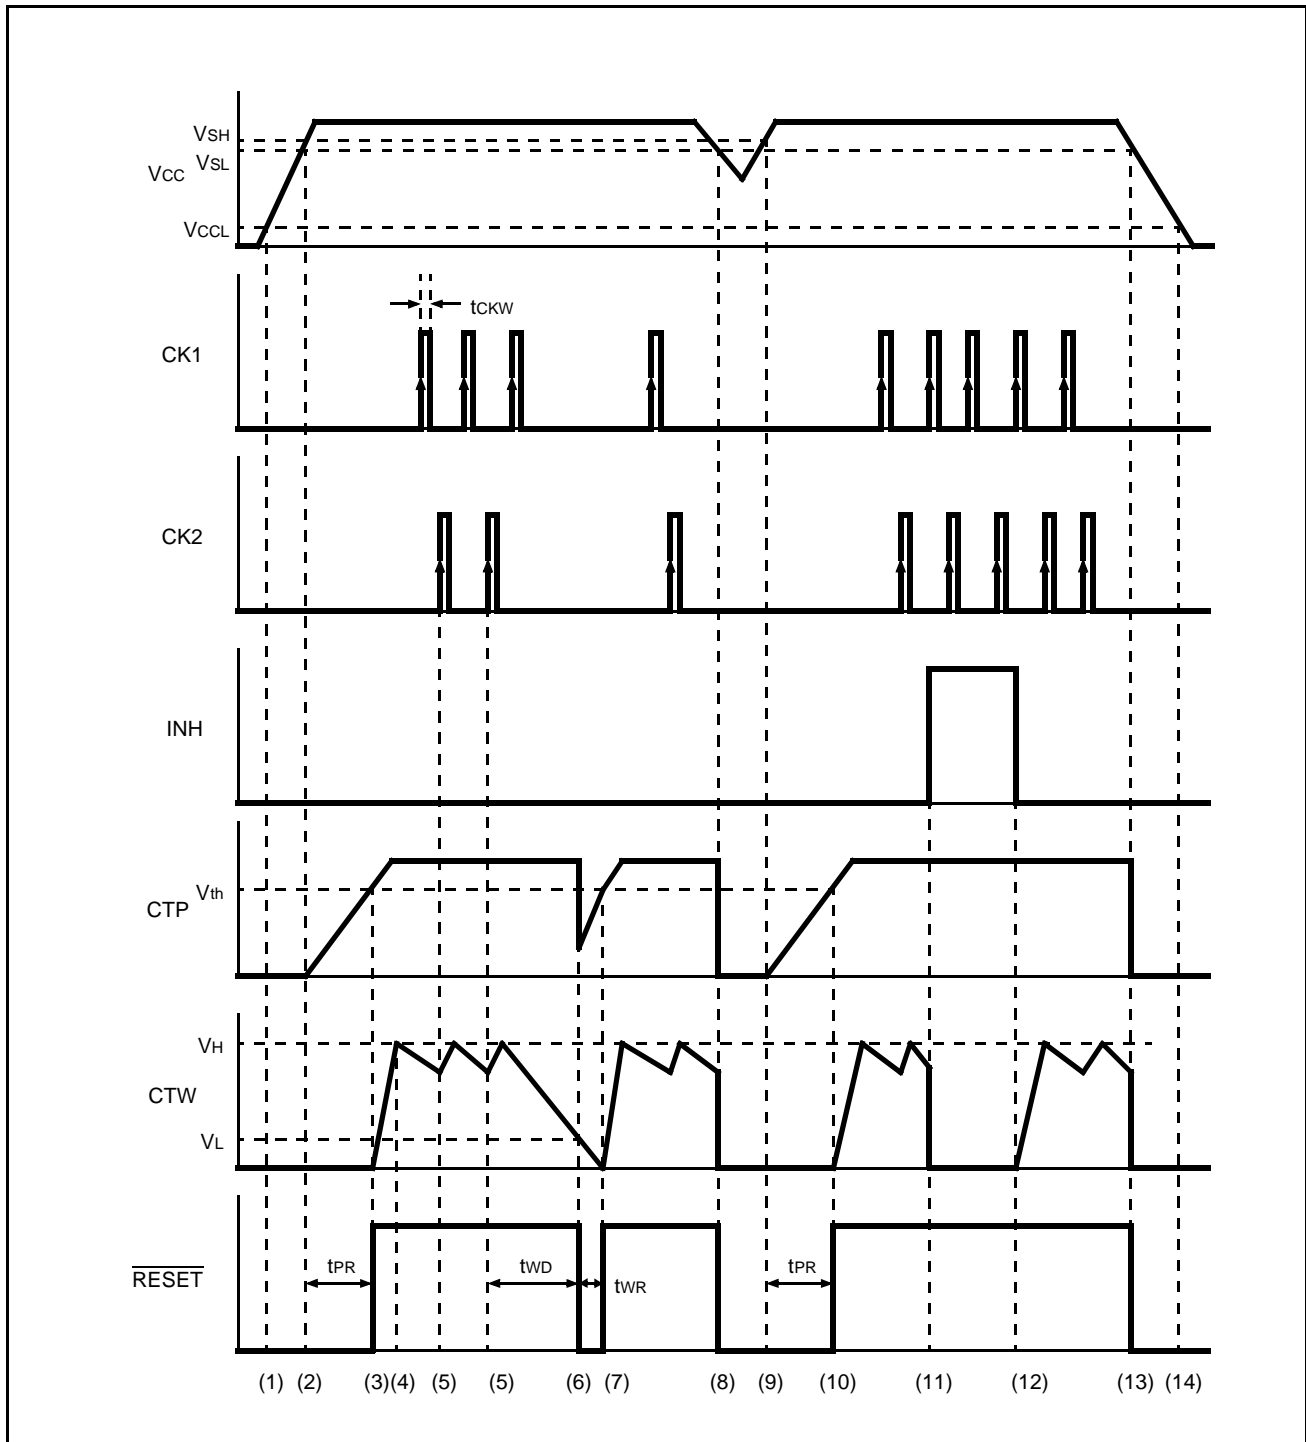 VSH
VSL
VCC
VCCL
tCKW
CK1
CK2
INH
Vth
CTP
VH
CTW
VL
tPR
tWD
tWR
tPR
RESET
(1) (2) (3) (4) (5) (5) (6) (7) (8) (9) (10) (11) (12) (13) (14)